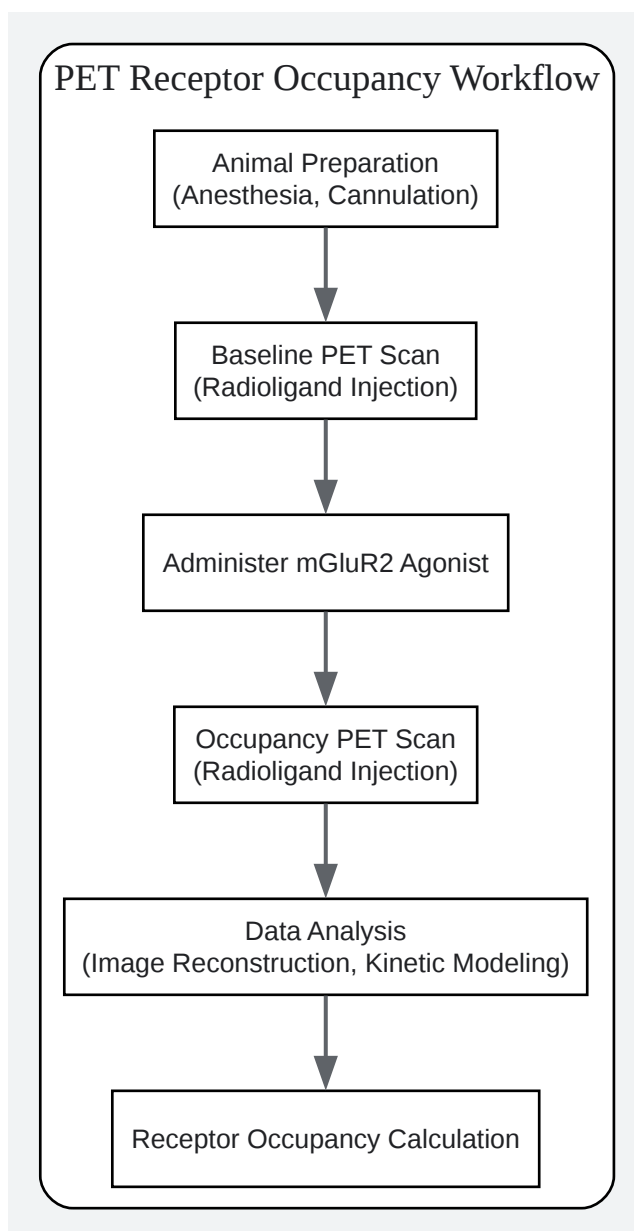 PET Receptor Occupancy Workflow
Animal Preparation
(Anesthesia, Cannulation)
Baseline PET Scan
(Radioligand Injection)
Administer mGluR2 Agonist
Occupancy PET Scan
(Radioligand Injection)
Data Analysis
(Image Reconstruction, Kinetic Modeling)
Receptor Occupancy Calculation